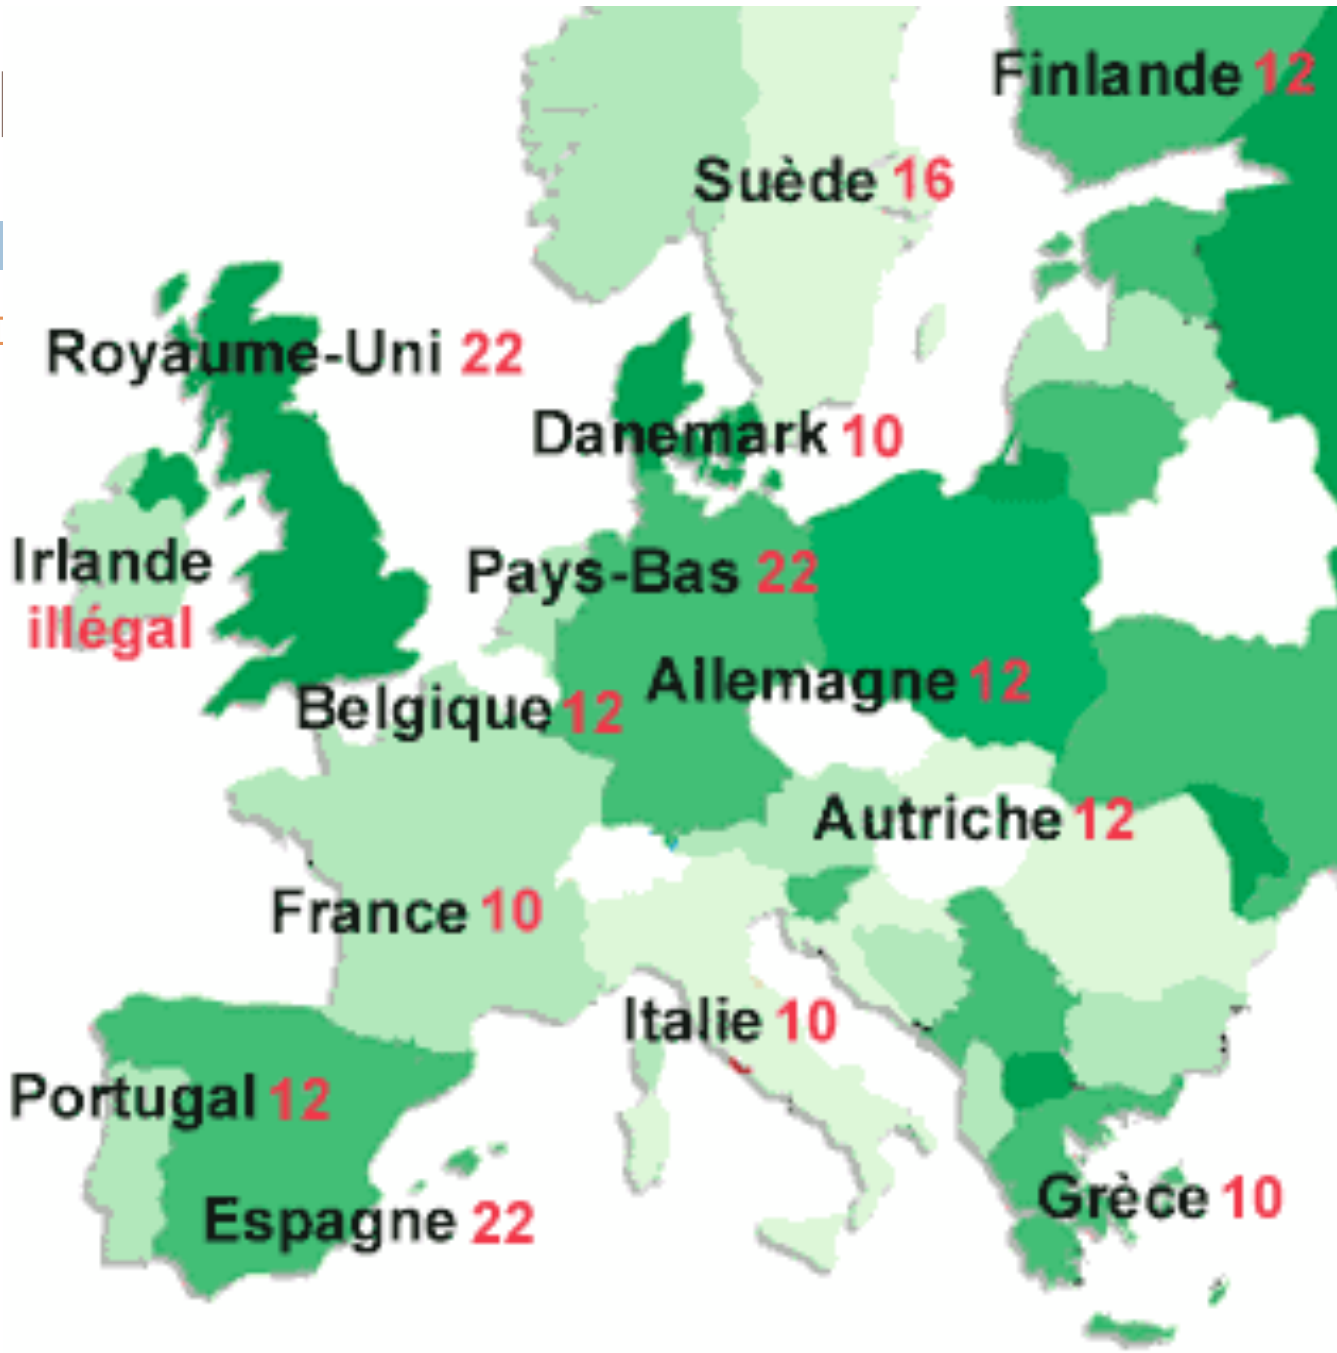 Finlande 12
Suède 16
Royaume-Uni 22
Danemark 10
Irlande
illégal
Pays-Bas 22
Allemagne 12
Belgique 12
Autriche 12
France 10
Italie 10
Portugal 12
Espagne 22
Grèce 10